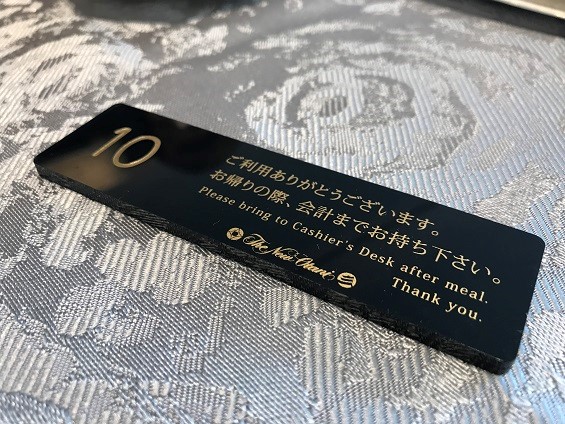 10
ご利用ありがとうございます。
お帰りの際、会計までお持ち下さい。
Please bring to Cashier's Desk after meal.
Thank you.
The New Otani